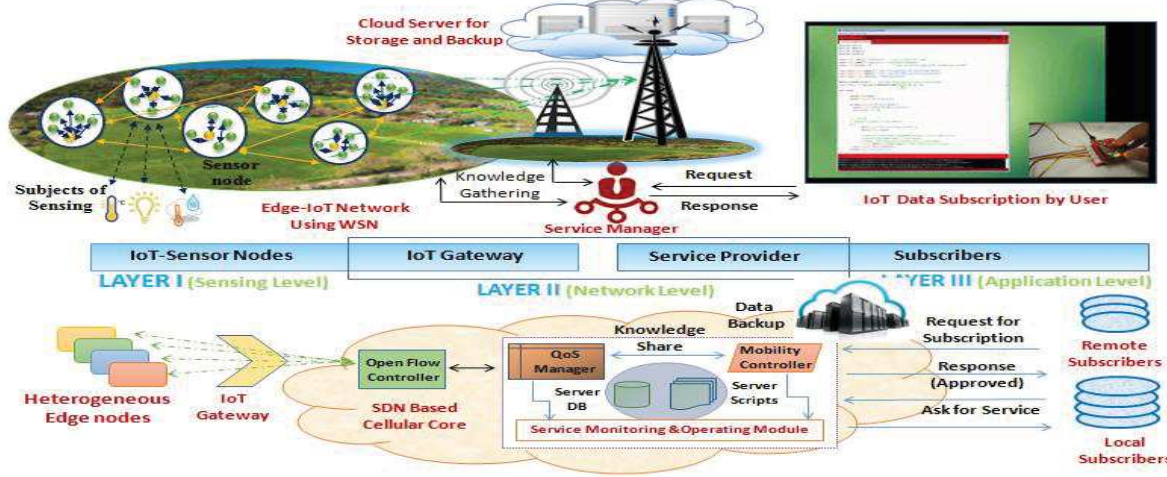 Cloud Server for
Storage and Backup
Sensor
node
Subjects of
Sensing
°C
Edge-IoT Network
Using WSN
Knowledge
Gathering
Service Manager
Request
Response
IoT Data Subscription by User
IoT-Sensor Nodes
IoT Gateway
Service Provider
Subscribers
LAYER I (Sensing Level)
LAYER II (Network Level)
LAYER III (Application Level)
Heterogeneous
Edge nodes
IoT
Gateway
Open Flow
Controller
SDN Based
Cellular Core
QoS
Manager
Knowledge
Share
Data
Backup
Mobility
Controller
Server
DB
Server
Scripts
Service Monitoring &Operating Module
Request for
Subscription
Response
(Approved)
Ask for Service
Remote
Subscribers
Local
Subscribers